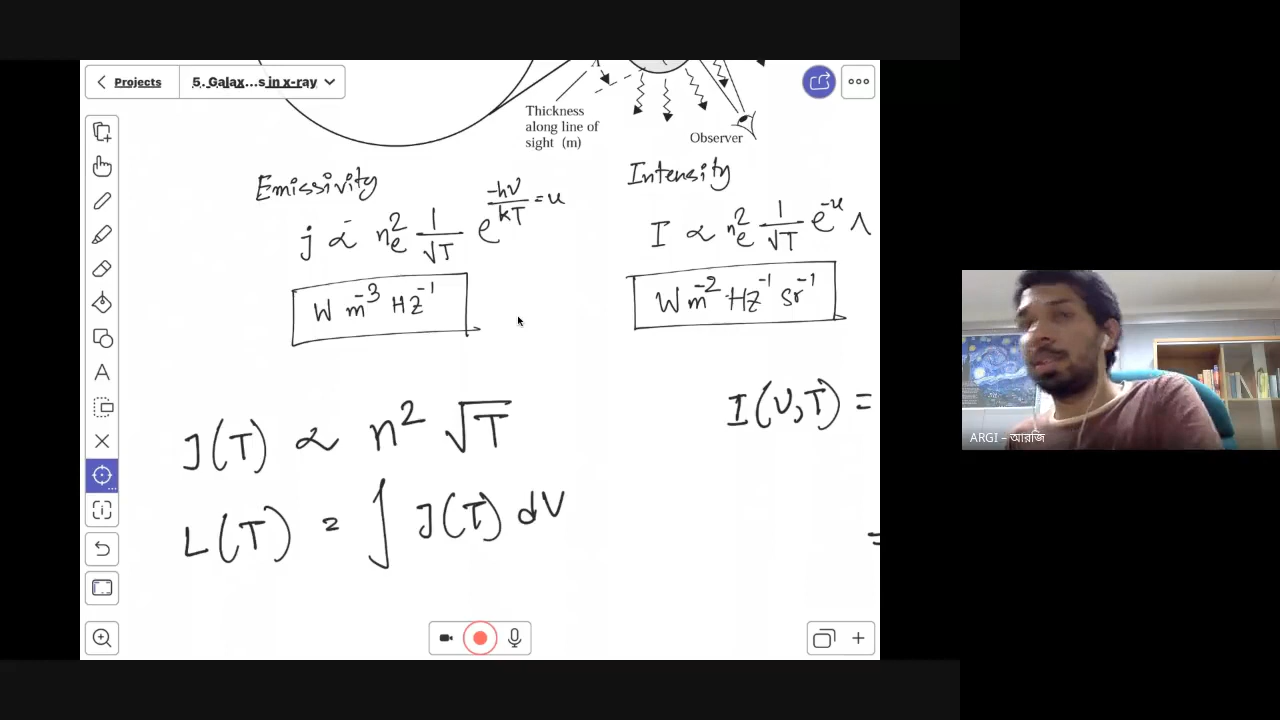 Projects
5. Galax...s in x-ray
Thickness
along line of
sight (m)
Observer
Emissivity
j ∝ n_e^2 1/√T e^(-hν/kT = u)
W m^-3 Hz^-1
Intensity
I ∝ n_e^2 1/√T e^-u Λ
W m^-2 Hz^-1 Sr^-1
J(T) ∝ n^2 √T
I(ν,T) =
L(T) = ∫ J(T) dV
=
A
ARGI – আরজি